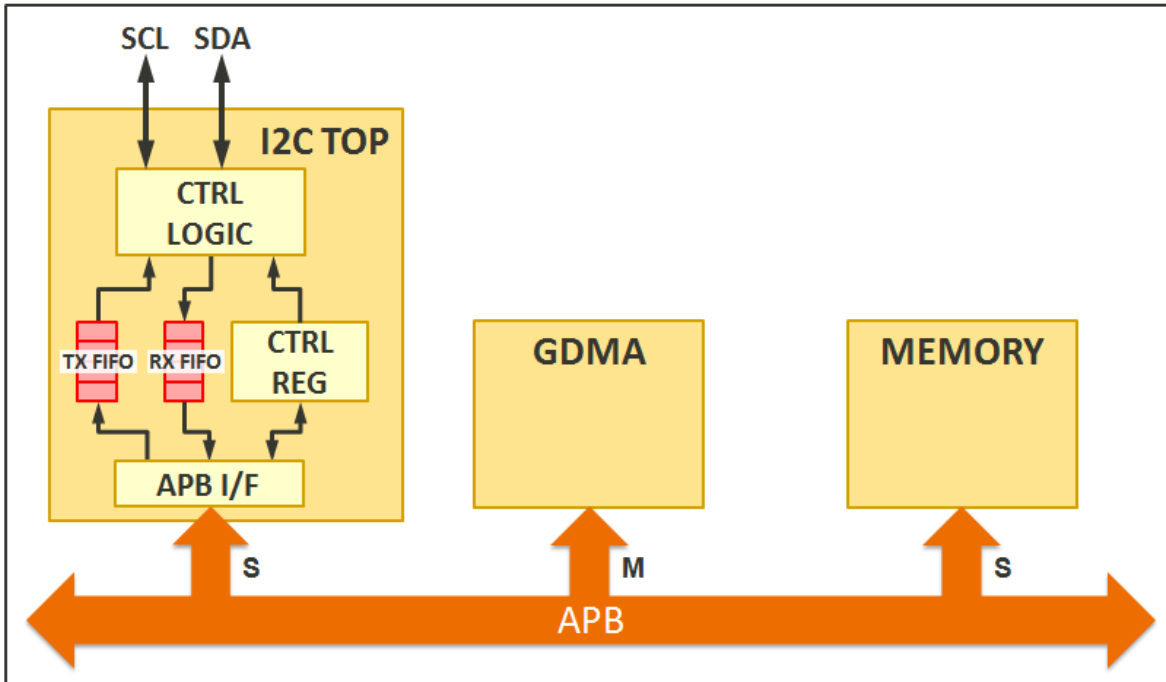 SCL SDA
I2C TOP
CTRL
LOGIC
TX FIFO
RX FIFO
CTRL
REG
APB I/F
GDMA
MEMORY
S
M
S
APB